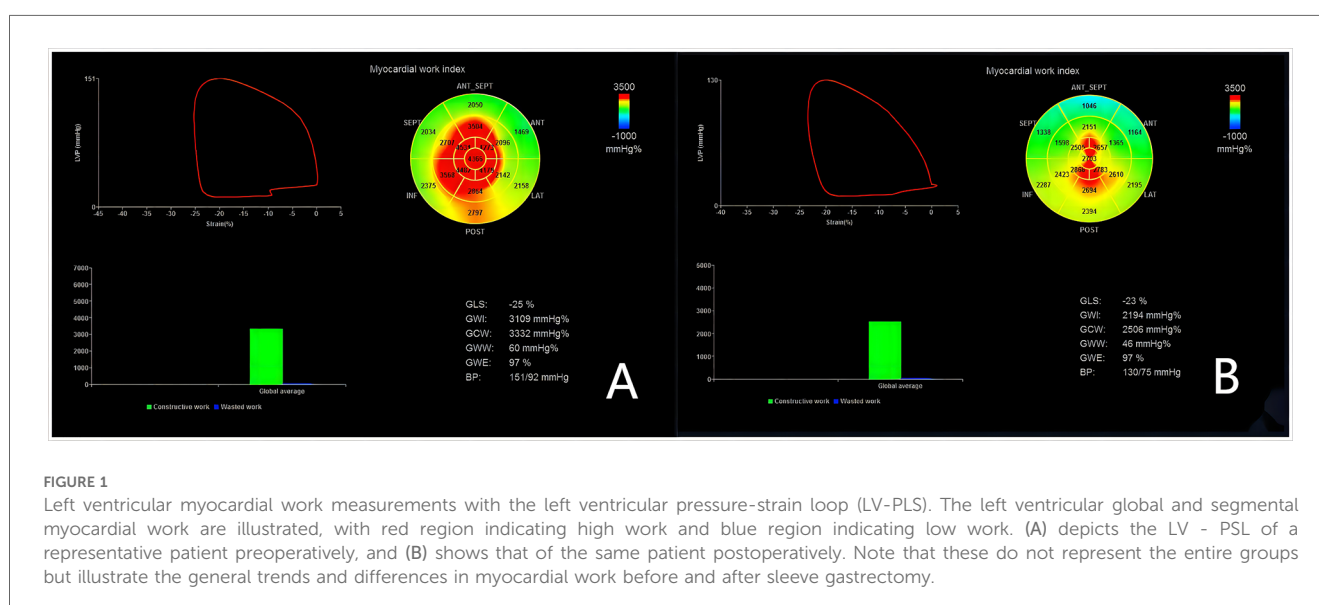 Myocardial work index
151
LVP (mmHg)
0
-45 -40 -35 -30 -25 -20 -15 -10 -5 0 5
Strain(%)
ANT_SEPT
SEPT
ANT
INF
LAT
POST
2050
2034
1469
3504
2707
2096
4366
3568
2142
2375
2158
2864
2797
3500
-1000
mmHg%
7000
6000
5000
4000
3000
2000
1000
0
Global average
Constructive work Wasted work
GLS: -25 %
GWI: 3109 mmHg%
GCW: 3332 mmHg%
GWW: 60 mmHg%
GWE: 97 %
BP: 151/92 mmHg
A
Myocardial work index
130
LVP (mmHg)
0
-40 -35 -30 -25 -20 -15 -10 -5 0 5
Strain(%)
ANT_SEPT
SEPT
ANT
INF
LAT
POST
1046
1338
1164
2151
1598
1365
2423
2610
2287
2195
2694
2394
3500
-1000
mmHg%
5000
4000
3000
2000
1000
0
Global average
Constructive work Wasted work
GLS: -23 %
GWI: 2194 mmHg%
GCW: 2506 mmHg%
GWW: 46 mmHg%
GWE: 97 %
BP: 130/75 mmHg
B
FIGURE 1
Left ventricular myocardial work measurements with the left ventricular pressure-strain loop (LV-PLS). The left ventricular global and segmental
myocardial work are illustrated, with red region indicating high work and blue region indicating low work. (A) depicts the LV - PSL of a
representative patient preoperatively, and (B) shows that of the same patient postoperatively. Note that these do not represent the entire groups
but illustrate the general trends and differences in myocardial work before and after sleeve gastrectomy.